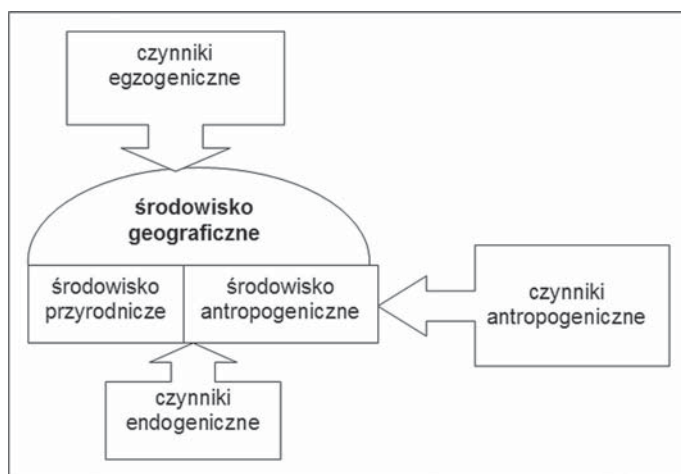 czynniki
egzogeniczne
środowisko
geograficzne
środowisko
przyrodnicze
środowisko
antropogeniczne
czynniki
antropogeniczne
czynniki
endogeniczne